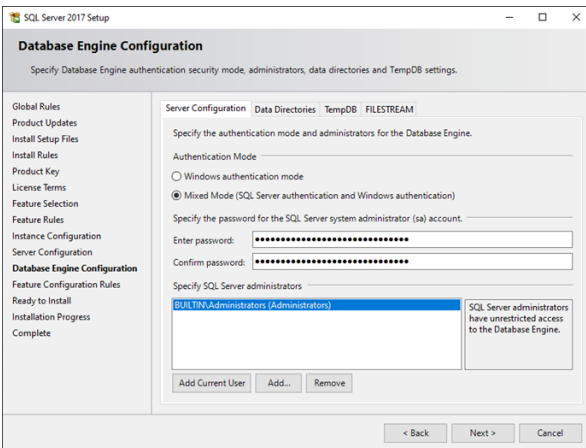 SQL Server 2017 Setup
Database Engine Configuration
Specify Database Engine authentication security mode, administrators, data directories and TempDB settings.
Global Rules
Product Updates
Install Setup Files
Install Rules
Product Key
License Terms
Feature Selection
Feature Rules
Instance Configuration
Server Configuration
Database Engine Configuration
Feature Configuration Rules
Ready to Install
Installation Progress
Complete
Server Configuration Data Directories TempDB FILESTREAM
Specify the authentication mode and administrators for the Database Engine.
Authentication Mode
Windows authentication mode
Mixed Mode (SQL Server authentication and Windows authentication)
Specify the password for the SQL Server system administrator (sa) account.
Enter password:
Confirm password:
Specify SQL Server administrators
BUILTIN\Administrators (Administrators)
SQL Server administrators
have unrestricted access
to the Database Engine.
Add Current User Add... Remove
< Back Next > Cancel